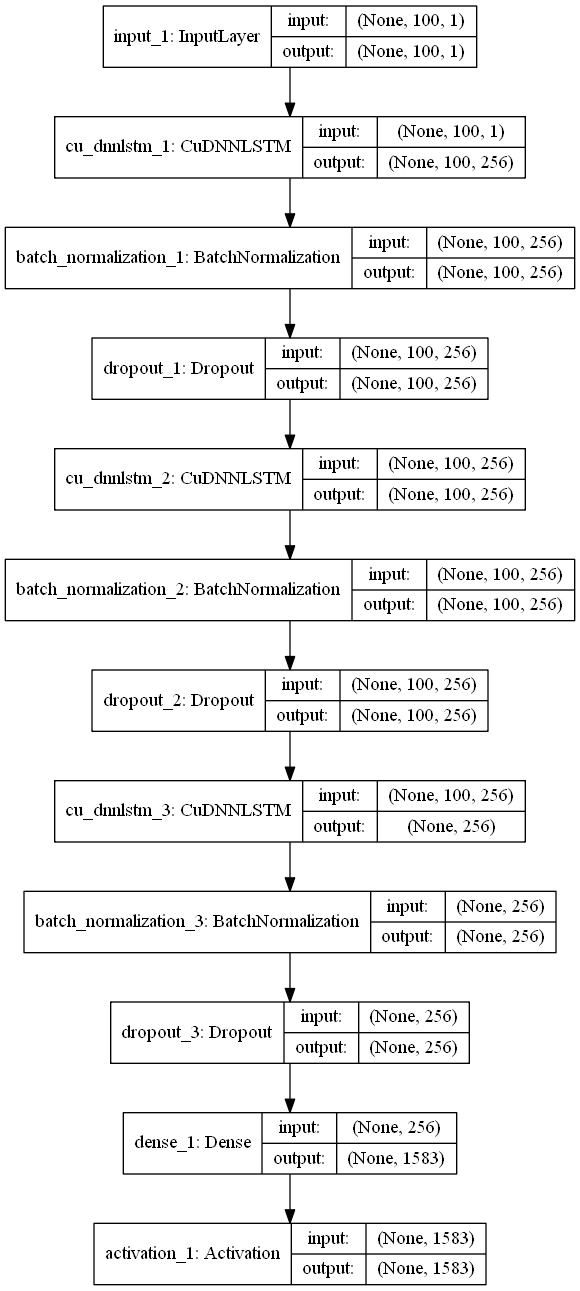 input_1: InputLayer
input: (None, 100, 1)
output: (None, 100, 1)
cu_dnnlstm_1: CuDNNLSTM
input: (None, 100, 1)
output: (None, 100, 256)
batch_normalization_1: BatchNormalization
input: (None, 100, 256)
output: (None, 100, 256)
dropout_1: Dropout
input: (None, 100, 256)
output: (None, 100, 256)
cu_dnnlstm_2: CuDNNLSTM
input: (None, 100, 256)
output: (None, 100, 256)
batch_normalization_2: BatchNormalization
input: (None, 100, 256)
output: (None, 100, 256)
dropout_2: Dropout
input: (None, 100, 256)
output: (None, 100, 256)
cu_dnnlstm_3: CuDNNLSTM
input: (None, 100, 256)
output: (None, 256)
batch_normalization_3: BatchNormalization
input: (None, 256)
output: (None, 256)
dropout_3: Dropout
input: (None, 256)
output: (None, 256)
dense_1: Dense
input: (None, 256)
output: (None, 1583)
activation_1: Activation
input: (None, 1583)
output: (None, 1583)